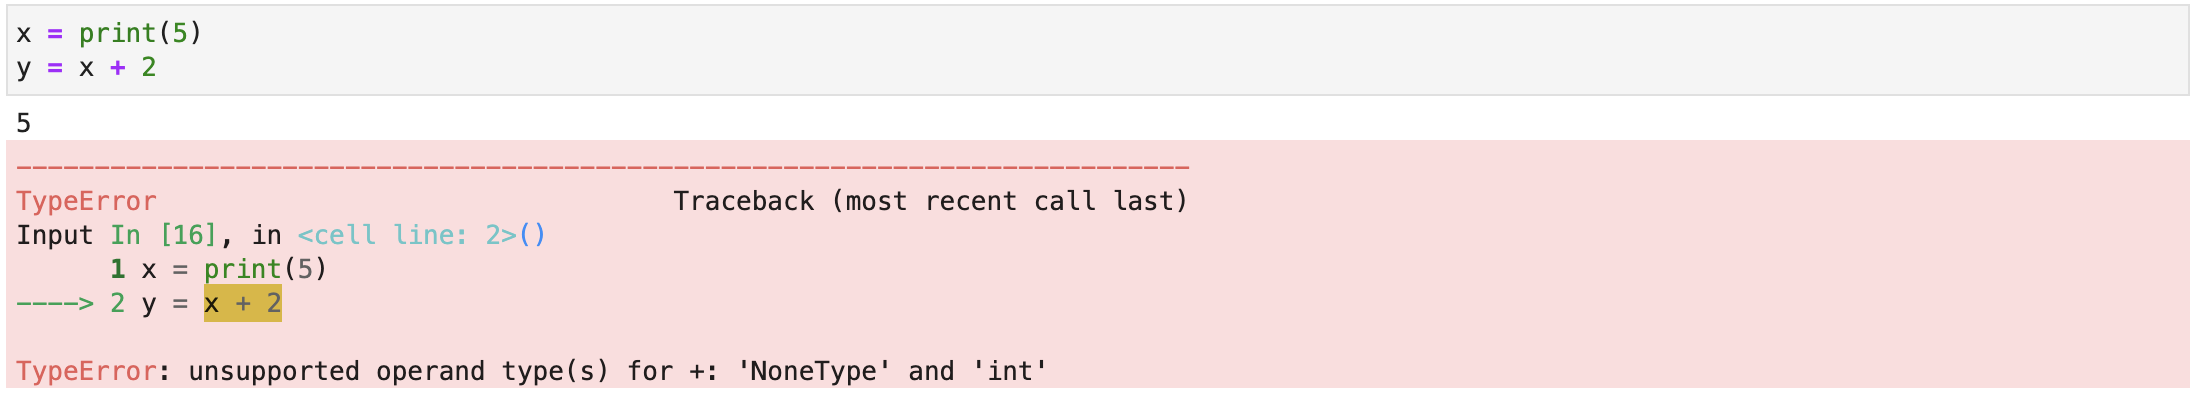 x = print(5)
y = x + 2
5
---------------------------------------------------------------------------
TypeError                                 Traceback (most recent call last)
Input In [16], in <cell line: 2>()
      1 x = print(5)
----> 2 y = x + 2

TypeError: unsupported operand type(s) for +: 'NoneType' and 'int'